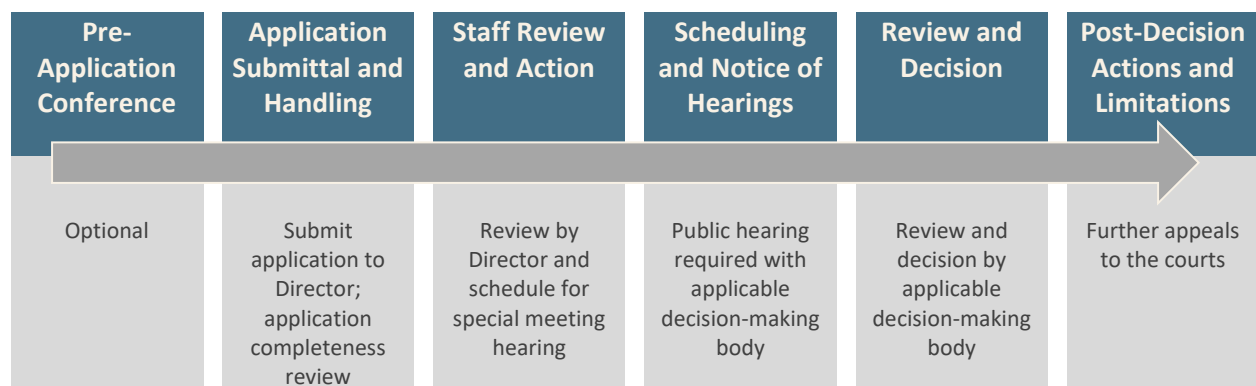 Pre-
Application
Conference
Application
Submittal and
Handling
Staff Review
and Action
Scheduling
and Notice of
Hearings
Review and
Decision
Post-Decision
Actions and
Limitations
Optional
Submit
application to
Director;
application
completeness
review
Review by
Director and
schedule for
special meeting
hearing
Public hearing
required with
applicable
decision-making
body
Review and
decision by
applicable
decision-making
body
Further appeals
to the courts